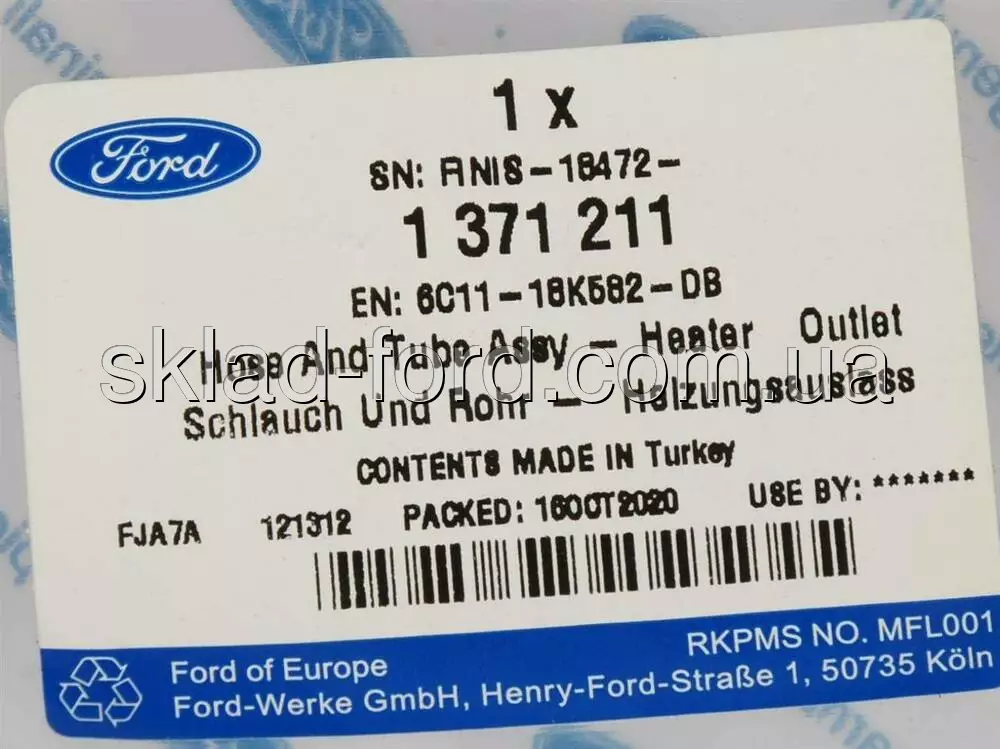 Ford
1 x
SN: FINIS-18472-
1 371 211
EN: 6C11-18K582-DB
Hose And Tube Assy - Heater Outlet
Schlauch Und Rohr - Heizungsauslass
sklad-ford.com.ua
CONTENTS MADE IN Turkey
FJA7A 121312 PACKED: 16OCT2020 USE BY: *******
RKPMS NO. MFL001
Ford of Europe
Ford-Werke GmbH, Henry-Ford-Straße 1, 50735 Köln